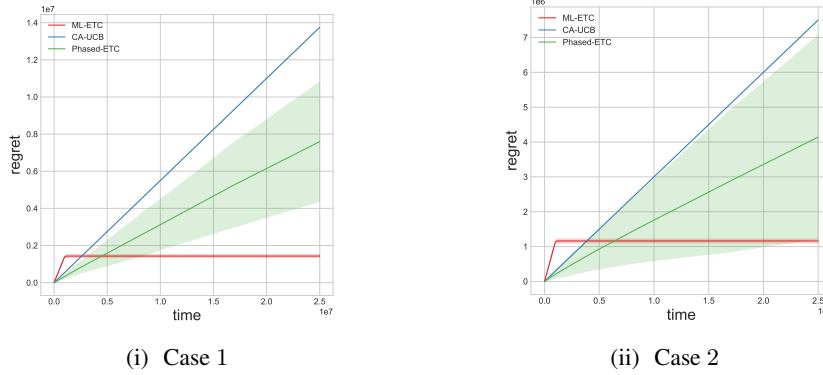 1e7
ML-ETC
CA-UCB
Phased-ETC
1.4
1.2
1.0
0.8
0.6
0.4
0.2
0.0
regret
0.0 0.5 1.0 1.5 2.0 2.5
time
1e7
(i) Case 1
1e6
ML-ETC
CA-UCB
Phased-ETC
7
6
5
4
3
2
1
0
regret
0.0 0.5 1.0 1.5 2.0 2.5
time
(ii) Case 2